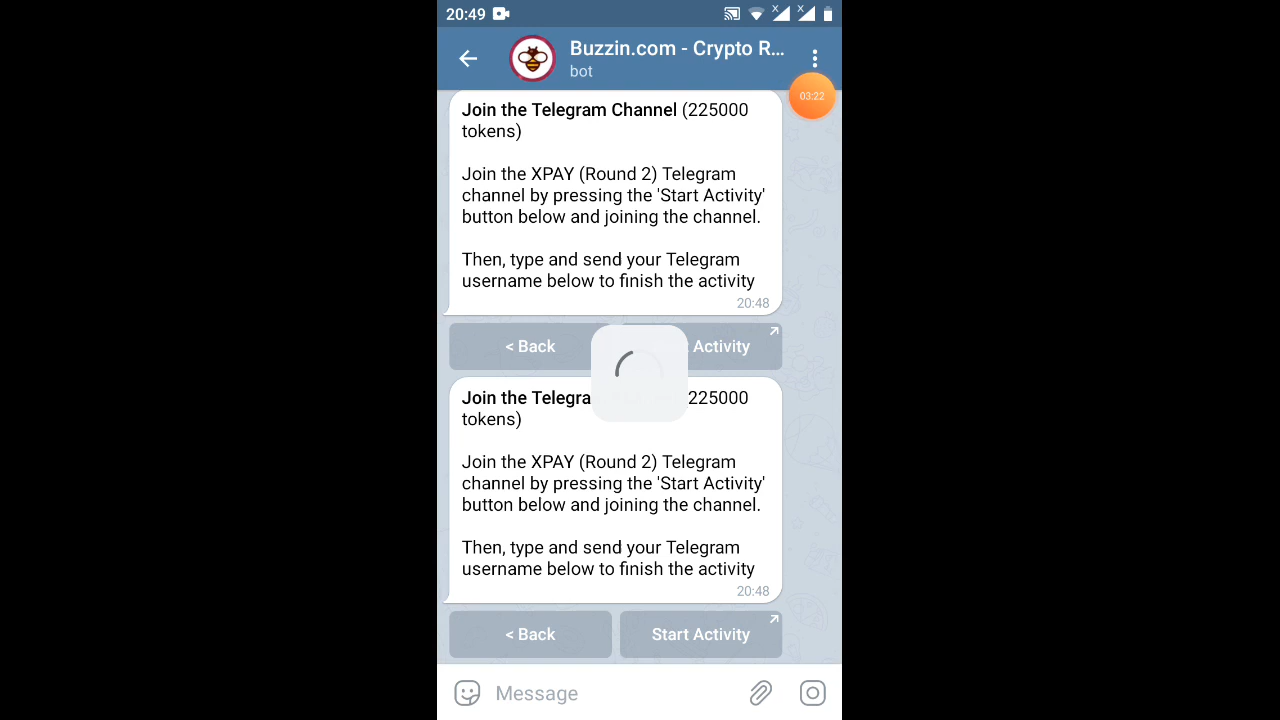 20:49
Buzzin.com - Crypto R...
bot
03:22
Join the Telegram Channel (225000
tokens)
Join the XPAY (Round 2) Telegram
channel by pressing the 'Start Activity'
button below and joining the channel.
Then, type and send your Telegram
username below to finish the activity
20:48
< Back
Activity
Join the Telegra
225000
tokens)
Join the XPAY (Round 2) Telegram
channel by pressing the 'Start Activity'
button below and joining the channel.
Then, type and send your Telegram
username below to finish the activity
20:48
< Back
Start Activity
Message